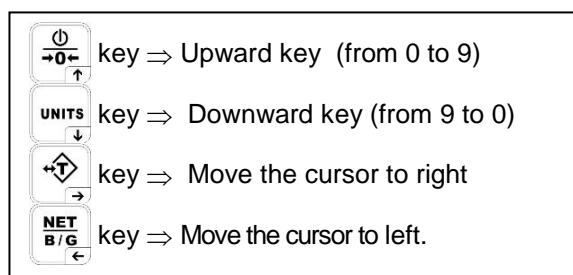 →0← ↑ key ⇒ Upward key (from 0 to 9)
UNITS ↓ key ⇒ Downward key (from 9 to 0)
↔T → key ⇒ Move the cursor to right
NET B/G ← key ⇒ Move the cursor to left.